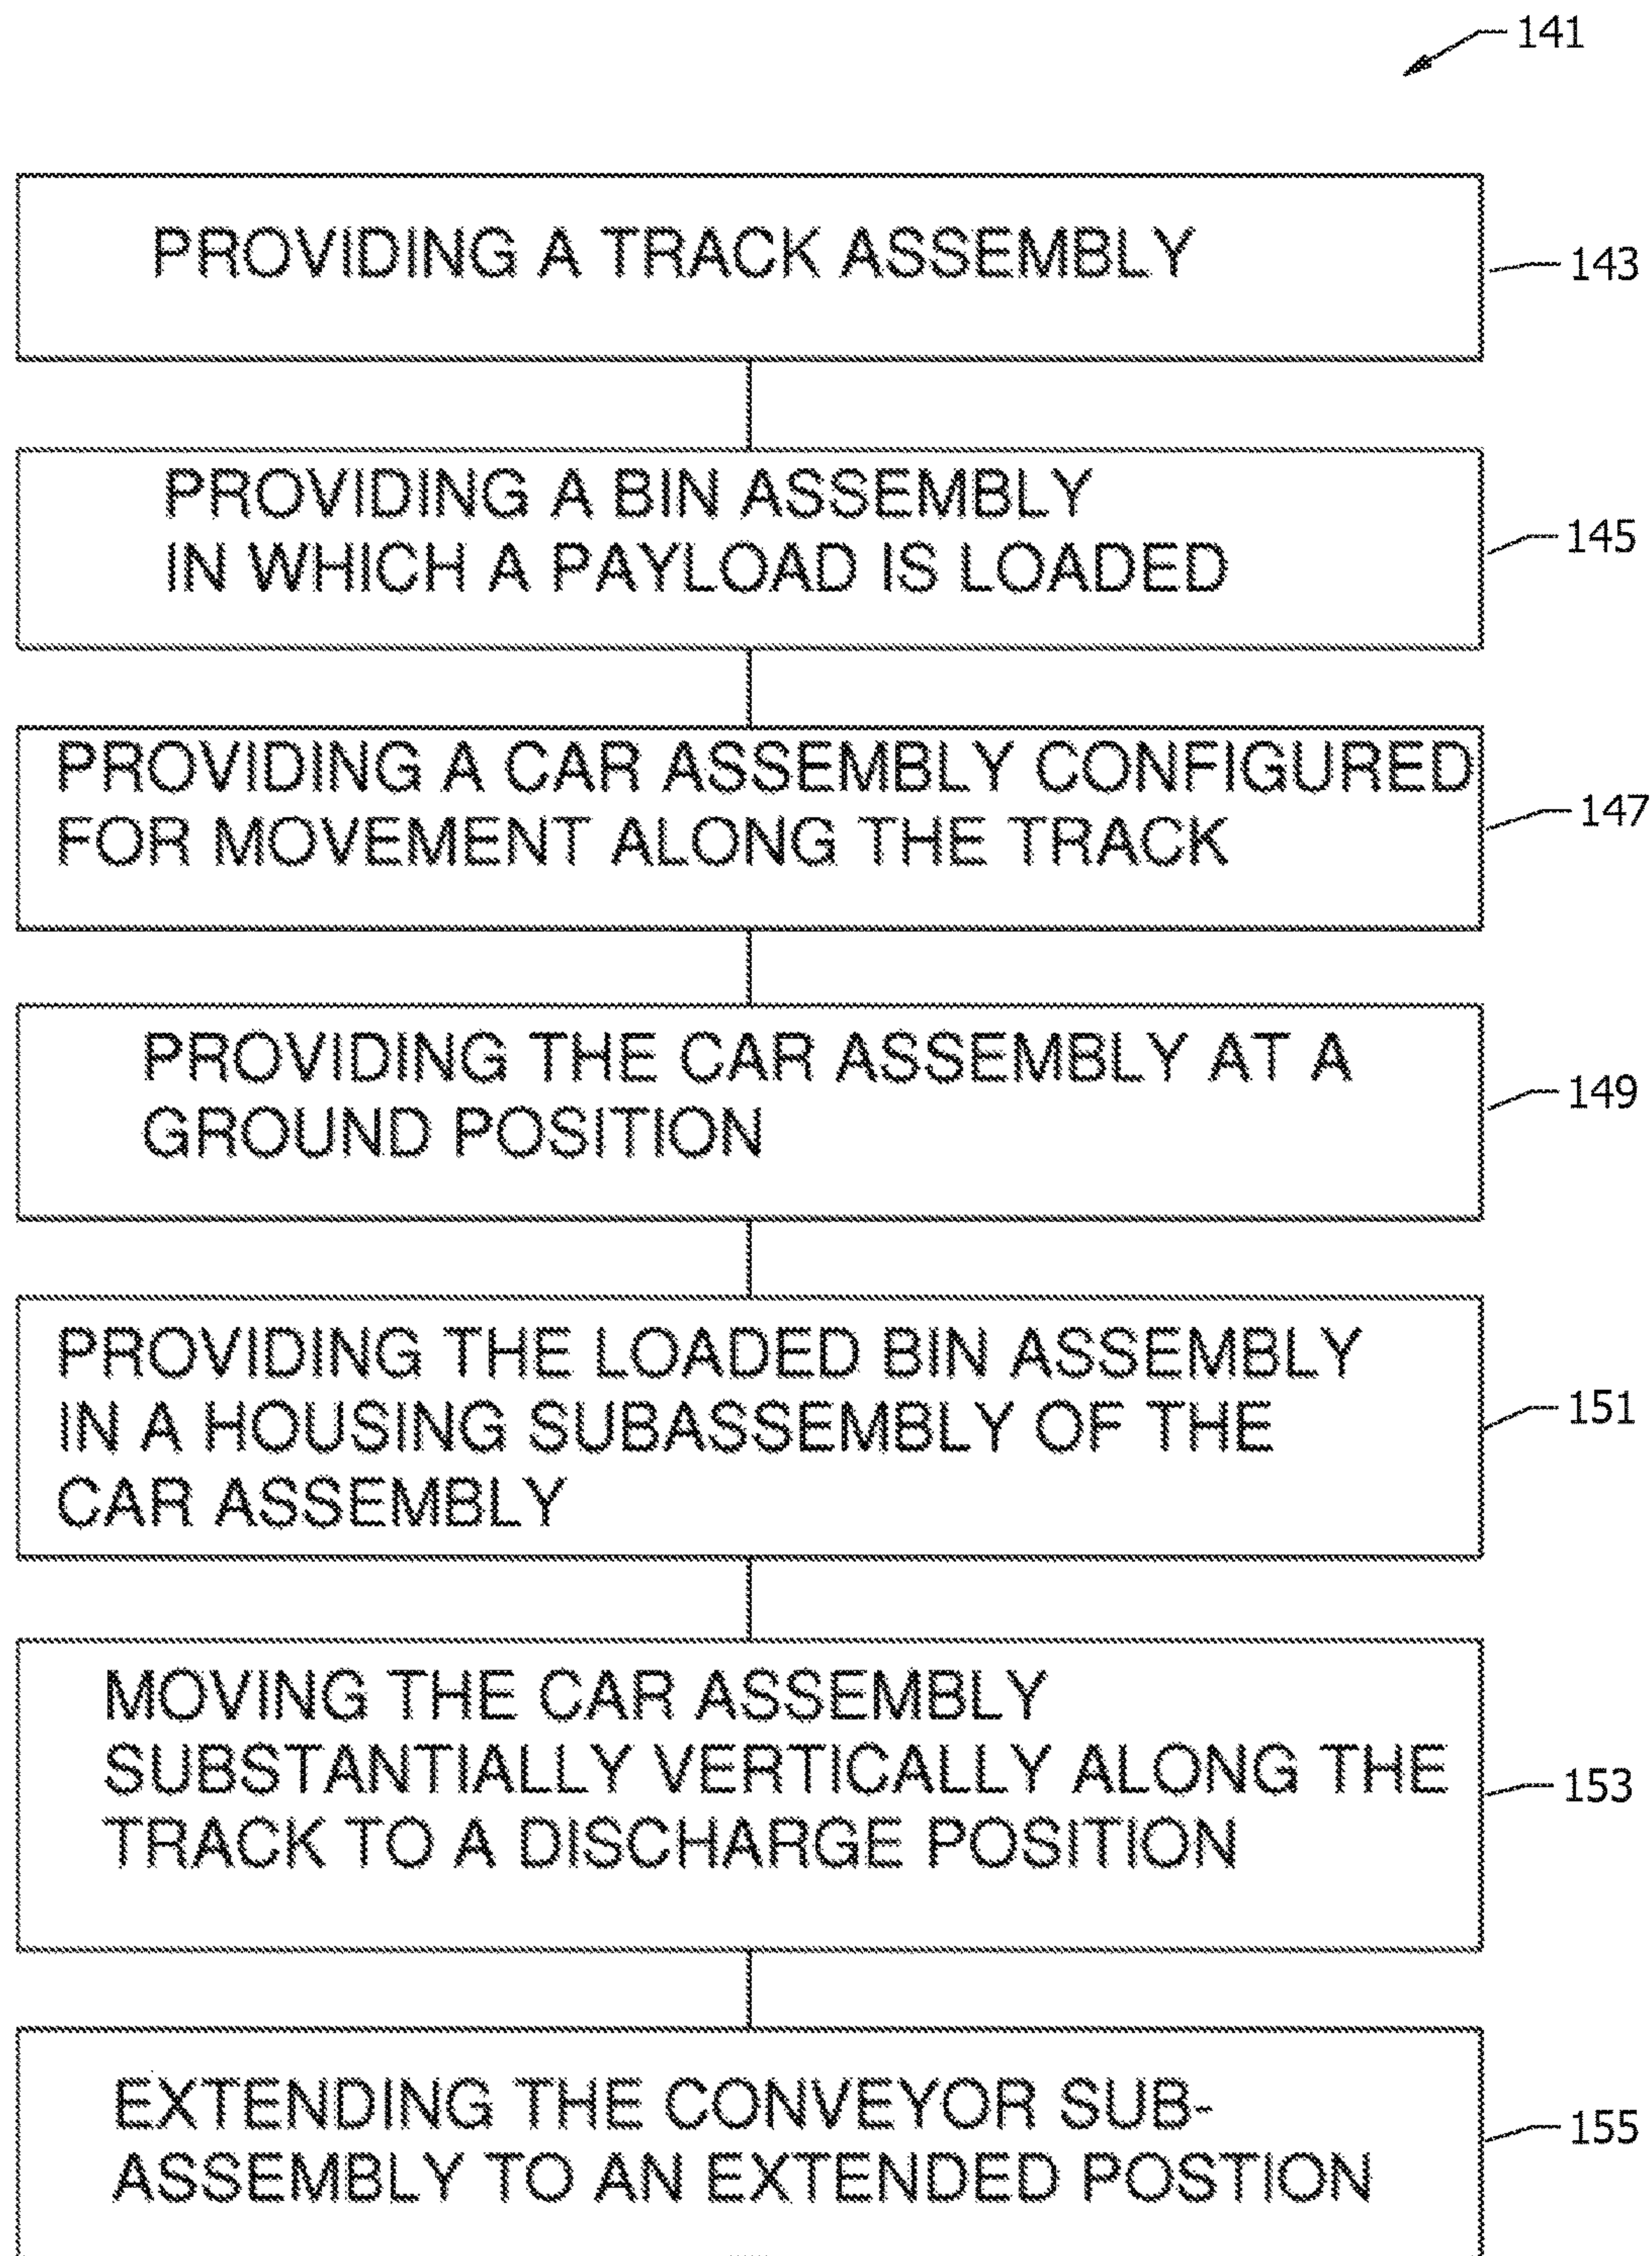 141
PROVIDING A TRACK ASSEMBLY
143
PROVIDING A BIN ASSEMBLY
IN WHICH A PAYLOAD IS LOADED
145
PROVIDING A CAR ASSEMBLY CONFIGURED
FOR MOVEMENT ALONG THE TRACK
147
PROVIDING THE CAR ASSEMBLY AT A
GROUND POSITION
149
PROVIDING THE LOADED BIN ASSEMBLY
IN A HOUSING SUBASSEMBLY OF THE
CAR ASSEMBLY
151
MOVING THE CAR ASSEMBLY
SUBSTANTIALLY VERTICALLY ALONG THE
TRACK TO A DISCHARGE POSITION
153
EXTENDING THE CONVEYOR SUB-
ASSEMBLY TO AN EXTENDED POSTION
155